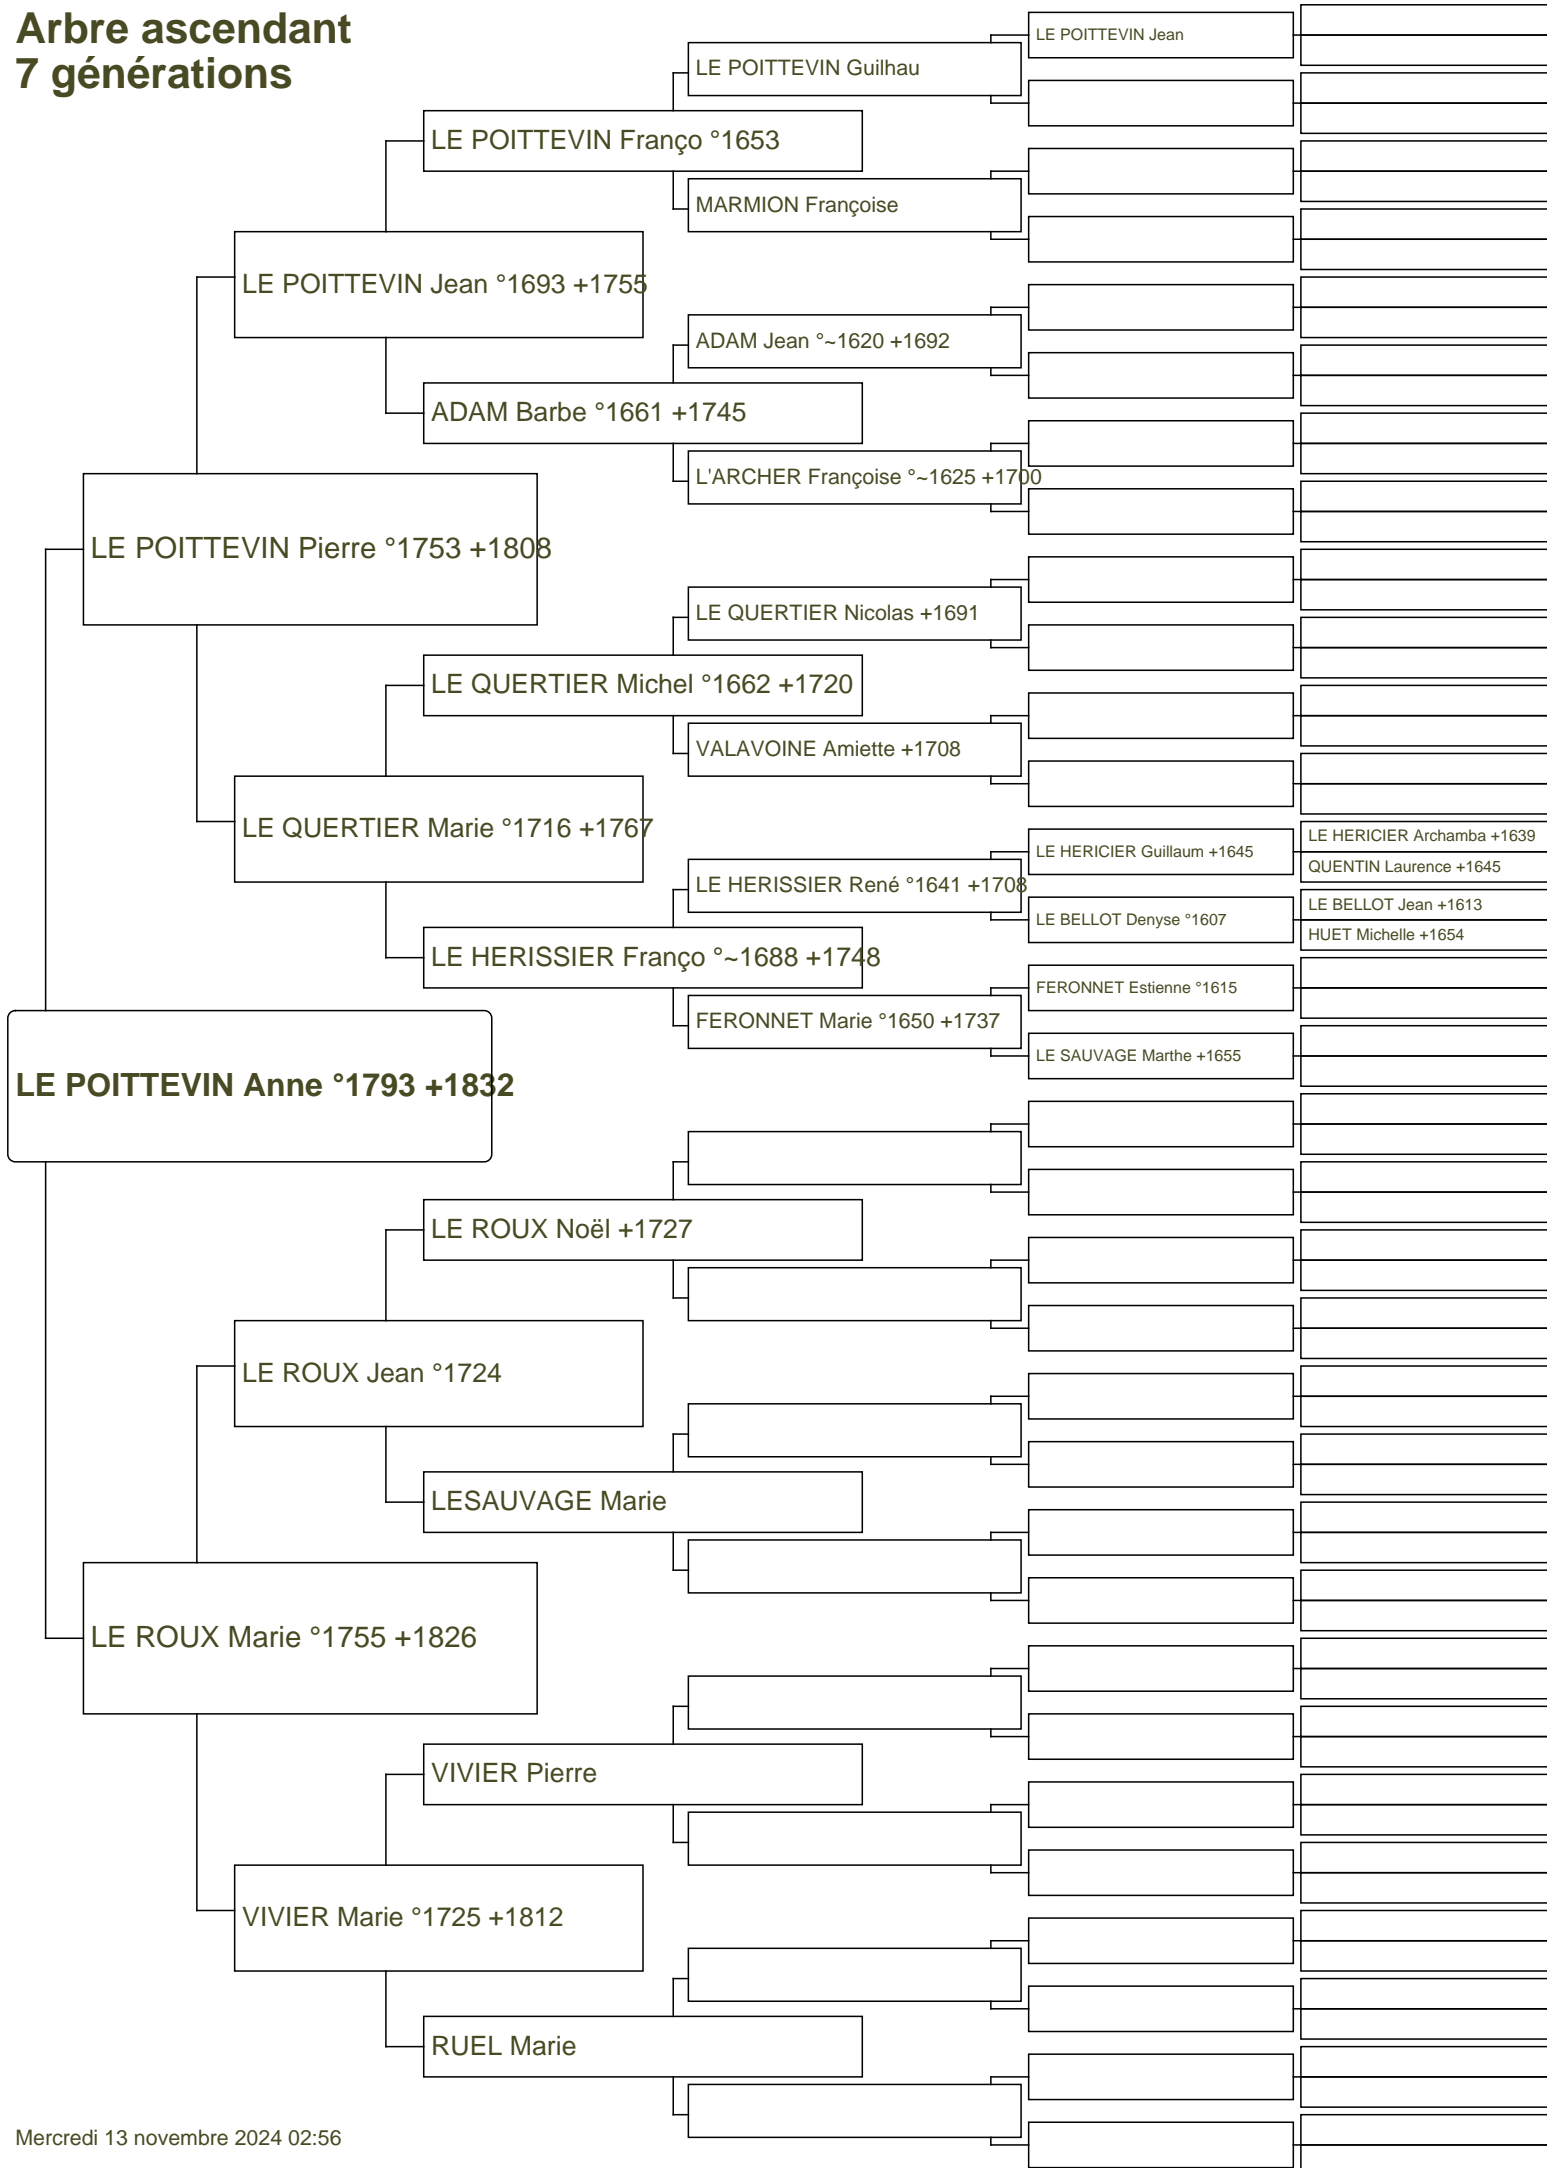 Arbre ascendant
7 générations
LE POITTEVIN Jean
LE POITTEVIN Guilhau
LE POITTEVIN Franço °1653
MARMION Françoise
LE POITTEVIN Jean °1693 +1755
ADAM Jean °~1620 +1692
ADAM Barbe °1661 +1745
L'ARCHER Françoise °~1625 +1700
LE POITTEVIN Pierre °1753 +1808
LE QUERTIER Nicolas +1691
LE QUERTIER Michel °1662 +1720
VALAVOINE Amiette +1708
LE QUERTIER Marie °1716 +1767
LE HERICIER Archamba +1639
LE HERICIER Guillaum +1645
QUENTIN Laurence +1645
LE HERISSIER René °1641 +1708
LE BELLOT Jean +1613
LE BELLOT Denyse °1607
HUET Michelle +1654
LE HERISSIER Franço °~1688 +1748
FERONNET Estienne °1615
FERONNET Marie °1650 +1737
LE SAUVAGE Marthe +1655
LE POITTEVIN Anne °1793 +1832
LE ROUX Noël +1727
LE ROUX Jean °1724
LESAUVAGE Marie
LE ROUX Marie °1755 +1826
VIVIER Pierre
VIVIER Marie °1725 +1812
RUEL Marie
Mercredi 13 novembre 2024 02:56